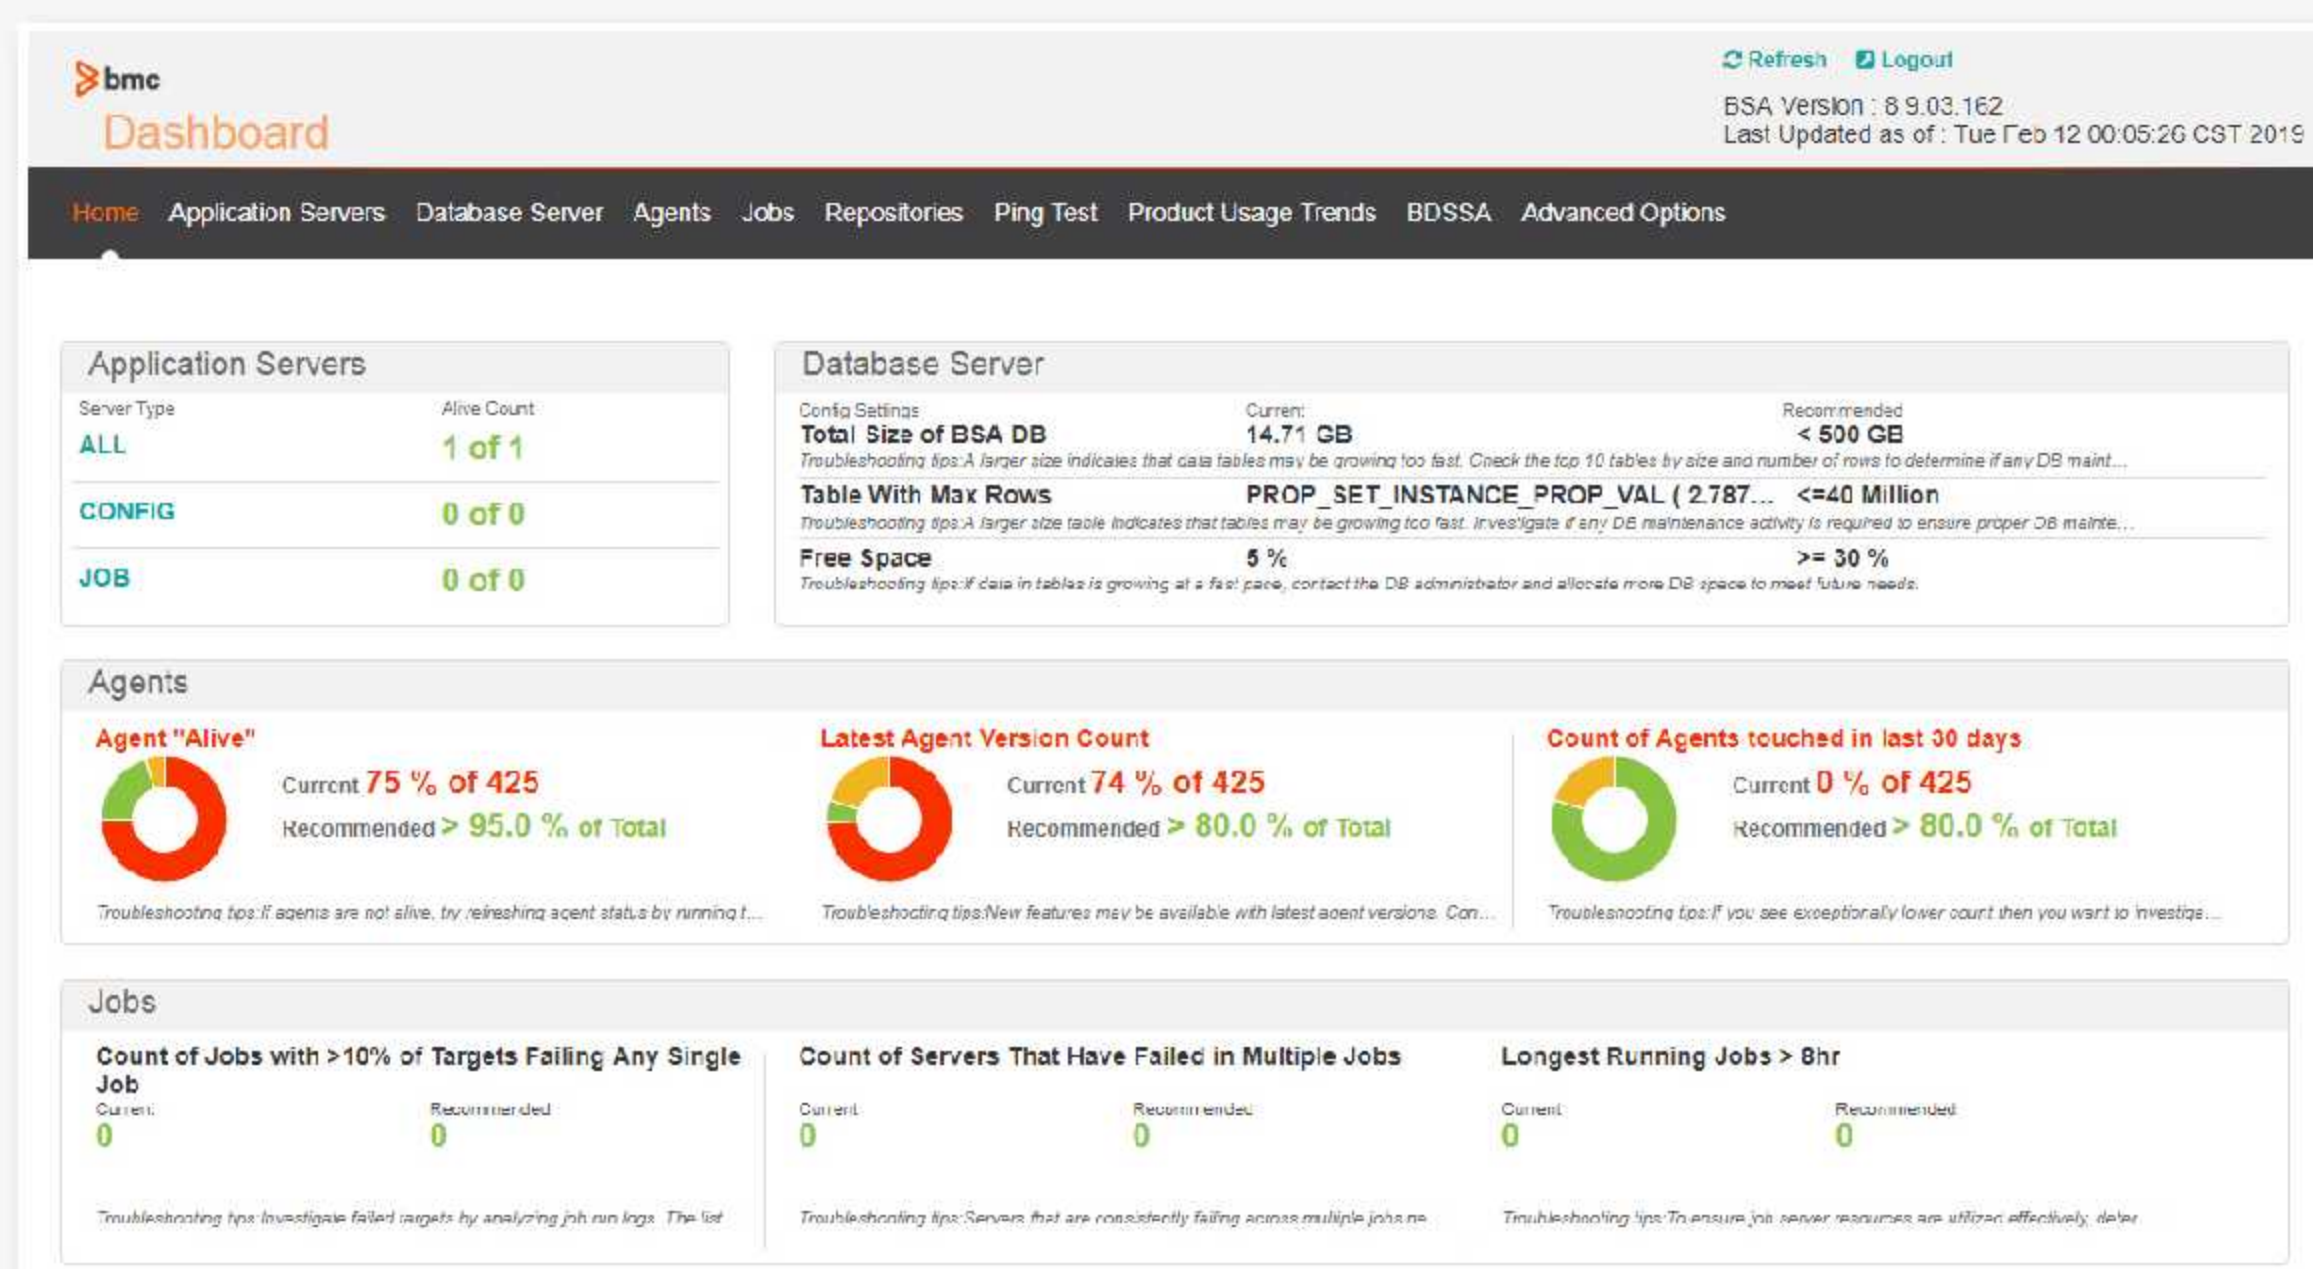 bmc
Dashboard
Refresh Logout
BSA Version : 8 9.03.162
Last Updated as of : Tue Feb 12 00:05:26 CST 2019
Home Application Servers Database Server Agents Jobs Repositories Ping Test Product Usage Trends BDSSA Advanced Options
Application Servers
Server Type Alive Count
ALL 1 of 1
CONFIG 0 of 0
JOB 0 of 0
Database Server
Config Settings Current Recommended
Total Size of BSA DB 14.71 GB < 500 GB
Troubleshooting tips:A larger size indicates that data tables may be growing too fast. Check the top 10 tables by size and number of rows to determine if any DB maint...
Table With Max Rows PROP_SET_INSTANCE_PROP_VAL ( 2.787... <=40 Million
Troubleshooting tips:A larger size table indicates that tables may be growing too fast. Investigate if any DB maintenance activity is required to ensure proper DB mainte...
Free Space 5 % >= 30 %
Troubleshooting tips:If data in tables is growing at a fast pace, contact the DB administrator and allocate more DB space to meet future needs.
Agents
Agent "Alive"
Current 75 % of 425
Recommended > 95.0 % of Total
Troubleshooting tips:If agents are not alive, try refreshing agent status by running t...
Latest Agent Version Count
Current 74 % of 425
Recommended > 80.0 % of Total
Troubleshooting tips:New features may be available with latest agent versions. Con...
Count of Agents touched in last 30 days
Current 0 % of 425
Recommended > 80.0 % of Total
Troubleshooting tips:If you see exceptionally lower count then you want to investiga...
Jobs
Count of Jobs with >10% of Targets Failing Any Single
Job
Current Recommended
0 0
Troubleshooting tips:Investigate failed targets by analyzing job run logs. The list
Count of Servers That Have Failed in Multiple Jobs
Current Recommended
0 0
Troubleshooting tips:Servers that are consistently failing across multiple jobs ne
Longest Running Jobs > 8hr
Current Recommended
0 0
Troubleshooting tips:To ensure job server resources are utilized effectively, deter